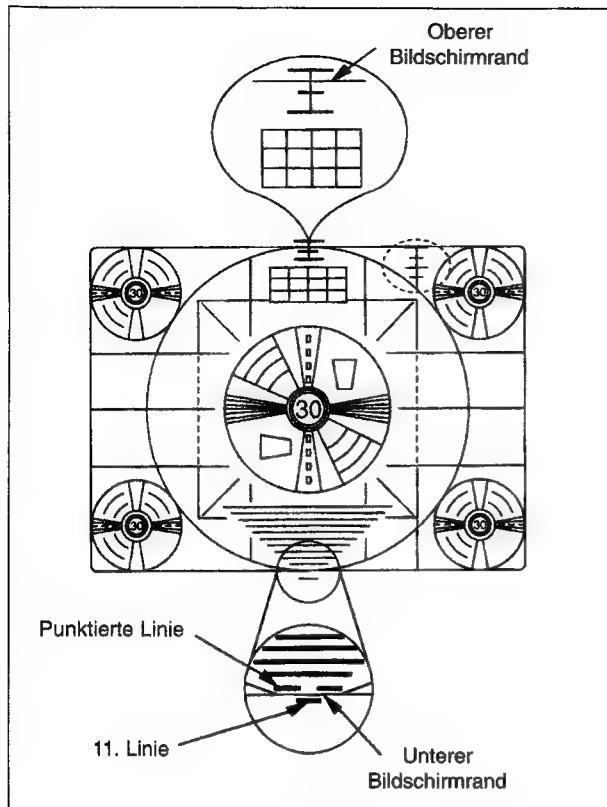 Oberer
Bildschirmrand
30
30
30
30
30
Punktierte Linie
11. Linie
Unterer
Bildschirmrand